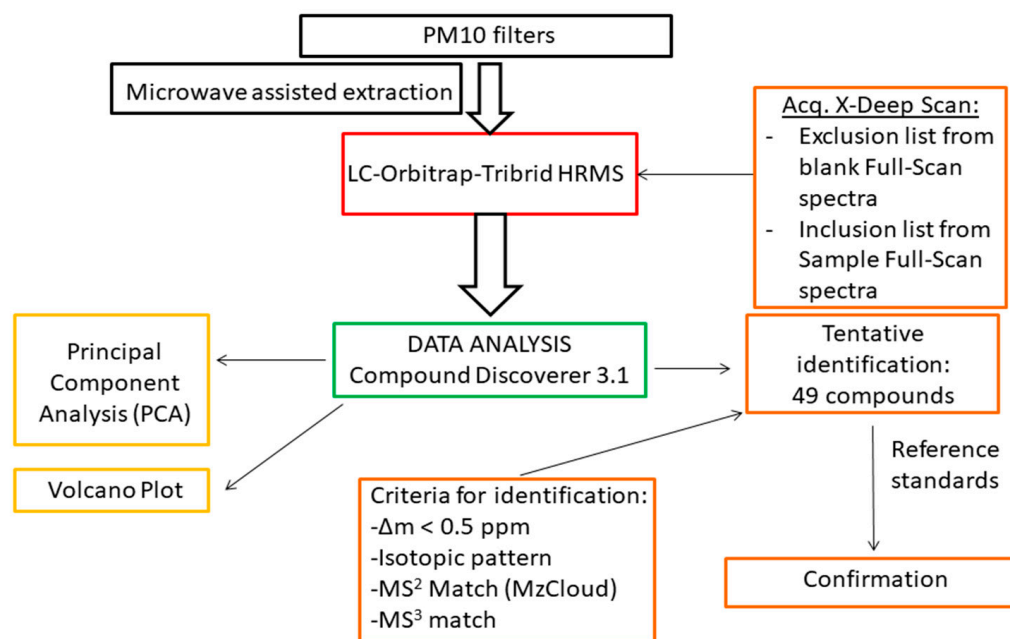 PM10 filters
Microwave assisted extraction
LC-Orbitrap-Tribrid HRMS
Acq. X-Deep Scan:
- Exclusion list from
blank Full-Scan
spectra
- Inclusion list from
Sample Full-Scan
spectra
Principal
Component
Analysis (PCA)
DATA ANALYSIS
Compound Discoverer 3.1
Tentative
identification:
49 compounds
Volcano Plot
Reference
standards
Criteria for identification:
-Δm < 0.5 ppm
-Isotopic pattern
-MS² Match (MzCloud)
-MS³ match
Confirmation